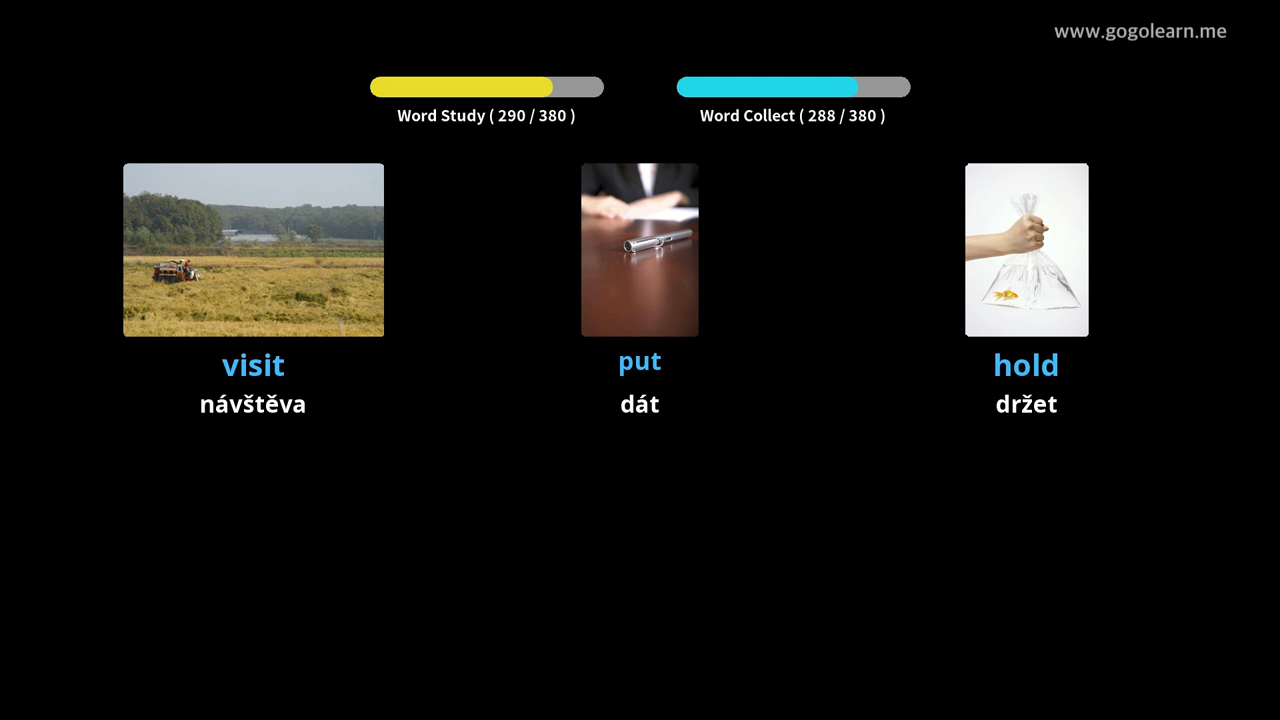 www.gogolearn.me
Word Study ( 290 / 380 )
Word Collect ( 288 / 380 )
visit
put
hold
návštěva
dát
držet